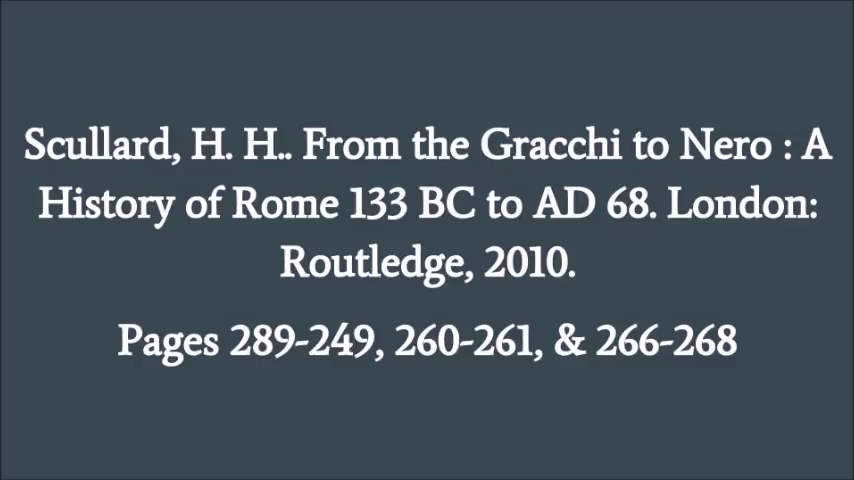 Scullard, H. H.. From the Gracchi to Nero : A
History of Rome 133 BC to AD 68. London:
Routledge, 2010.
Pages 289-249, 260-261, & 266-268